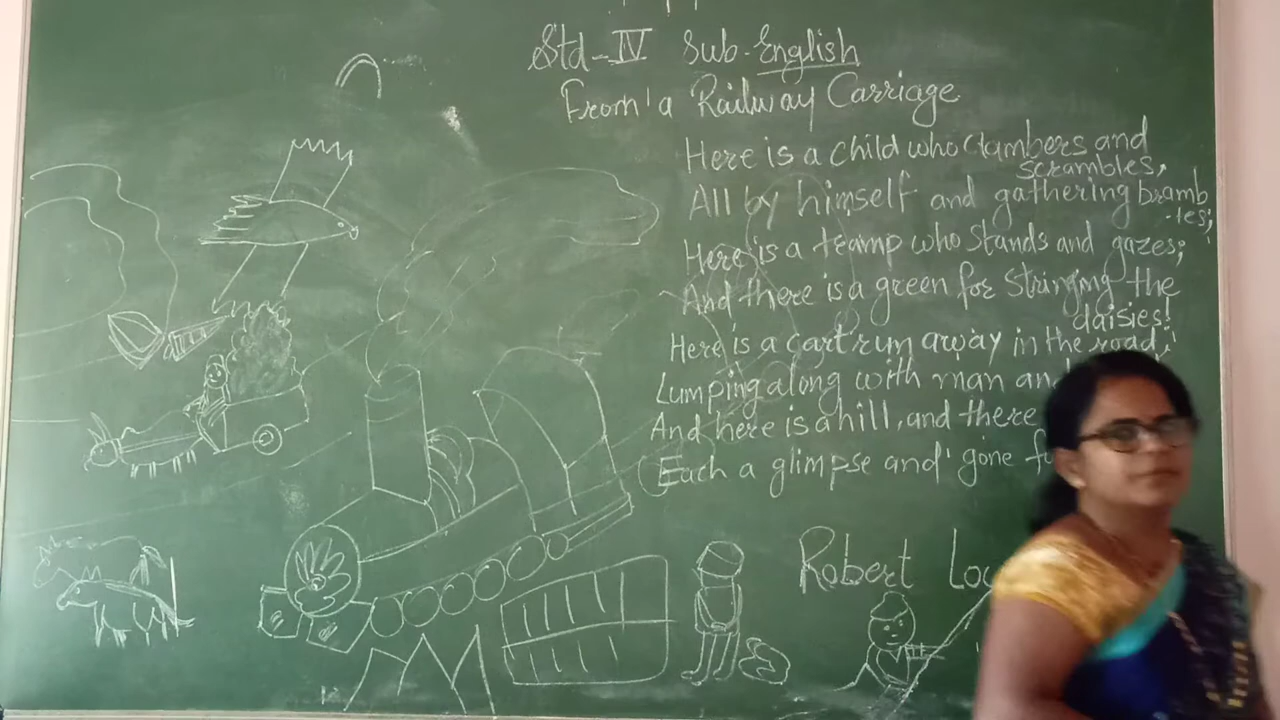 Std-IV Sub-English
From a Railway Carriage
Here is a child who clambers and
scrambles,
All by himself and gathering bramb
-les;
Here is a teamp who stands and gazes;
And there is a green for stringing the
daisies!
Here is a cart run away in the road,
Lumping along with man and
And here is a hill, and there
Each a glimpse and gone
Robert